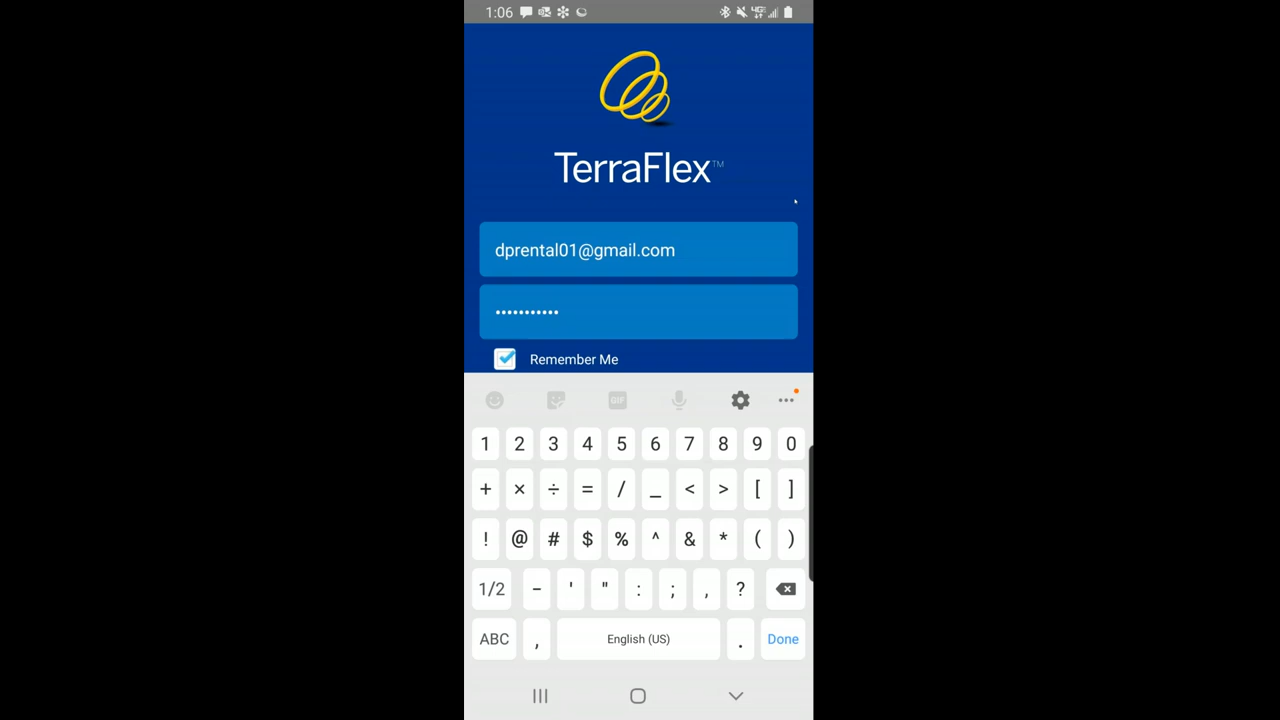 1:06
TerraFlex™
dprental01@gmail.com
•••••••••••
Remember Me
GIF
1 2 3 4 5 6 7 8 9 0
+ × ÷ = / _ < > [ ]
! @ # $ % ^ & * ( )
1/2 - ' " : ; , ?
ABC , English (US) . Done